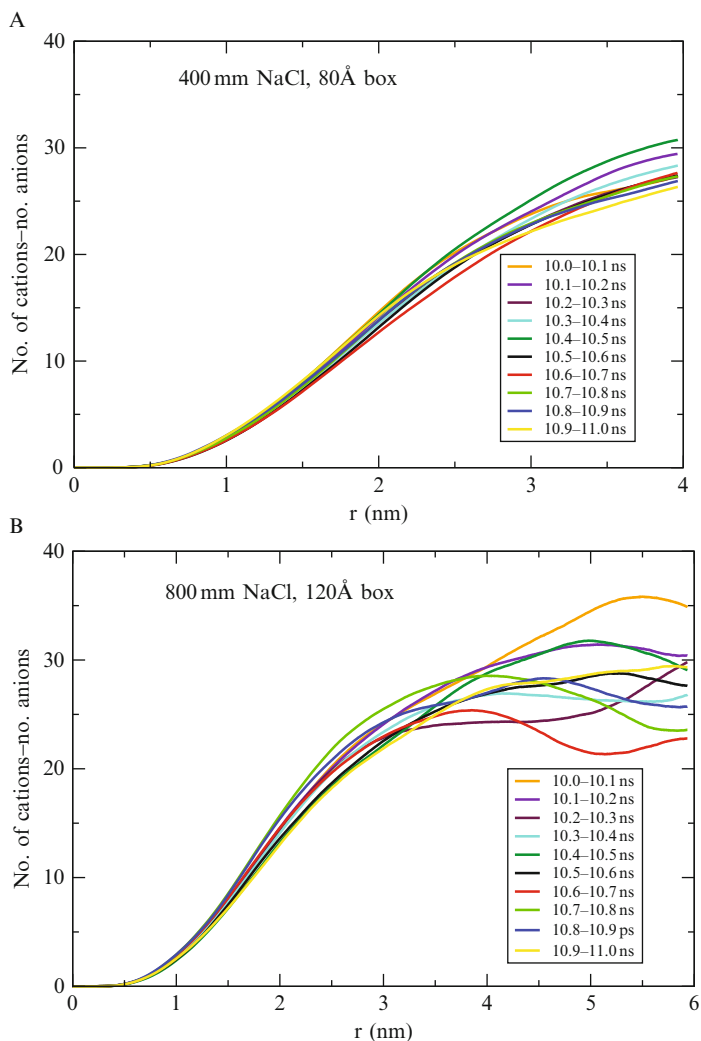 A
400 mm NaCl, 80Å box
No. of cations–no. anions
40
30
20
10
0
10.0–10.1 ns
10.1–10.2 ns
10.2–10.3 ns
10.3–10.4 ns
10.4–10.5 ns
10.5–10.6 ns
10.6–10.7 ns
10.7–10.8 ns
10.8–10.9 ns
10.9–11.0 ns
0 1 2 3 4
r (nm)
B
800 mm NaCl, 120Å box
No. of cations–no. anions
40
30
20
10
0
10.0–10.1 ns
10.1–10.2 ns
10.2–10.3 ns
10.3–10.4 ns
10.4–10.5 ns
10.5–10.6 ns
10.6–10.7 ns
10.7–10.8 ns
10.8–10.9 ps
10.9–11.0 ns
0 1 2 3 4 5 6
r (nm)